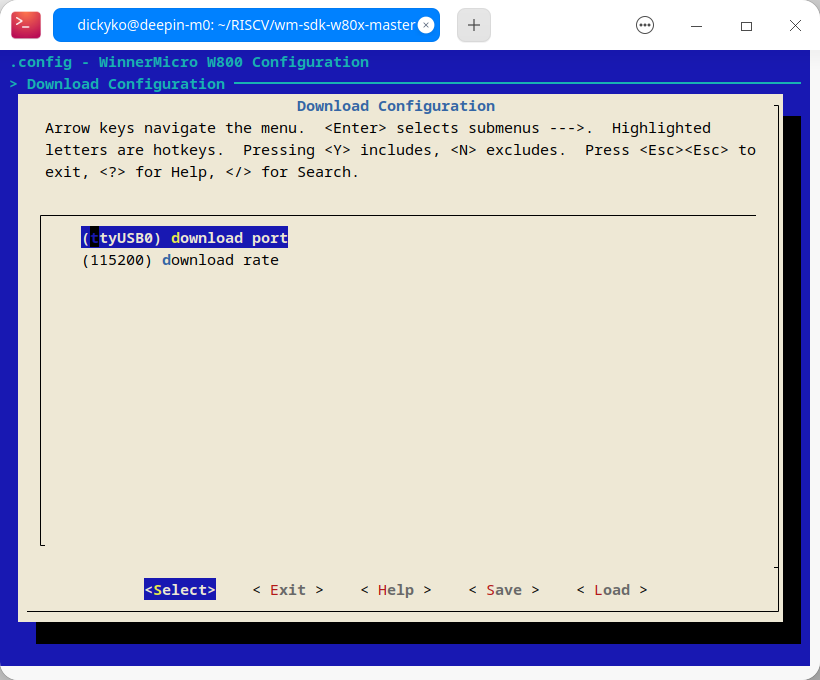 dickyko@deepin-m0: ~/RISCV/wm-sdk-w80x-master
.config - WinnerMicro W800 Configuration
> Download Configuration
Download Configuration
Arrow keys navigate the menu.  <Enter> selects submenus --->.  Highlighted
letters are hotkeys.  Pressing <Y> includes, <N> excludes.  Press <Esc><Esc> to
exit, <?> for Help, </> for Search.
(ttyUSB0) download port
(115200) download rate
<Select>    < Exit >    < Help >    < Save >    < Load >